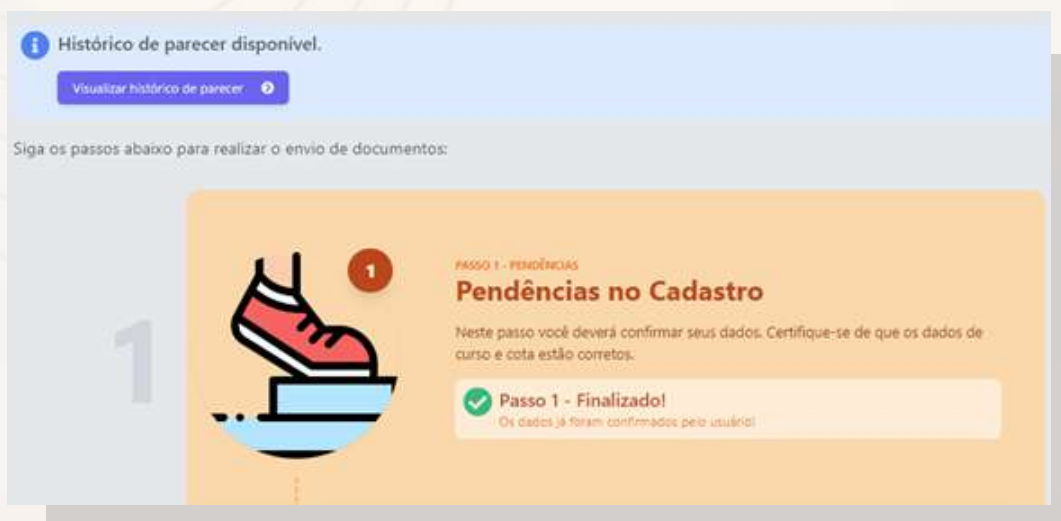 Histórico de parecer disponível.
Visualizar histórico de parecer
Siga os passos abaixo para realizar o envio de documentos:
1
1
PASSO 1 - PENDÊNCIAS
Pendências no Cadastro
Neste passo você deverá confirmar seus dados. Certifique-se de que os dados de
curso e cota estão corretos.
Passo 1 - Finalizado!
Os dados já foram confirmados pelo usuário!